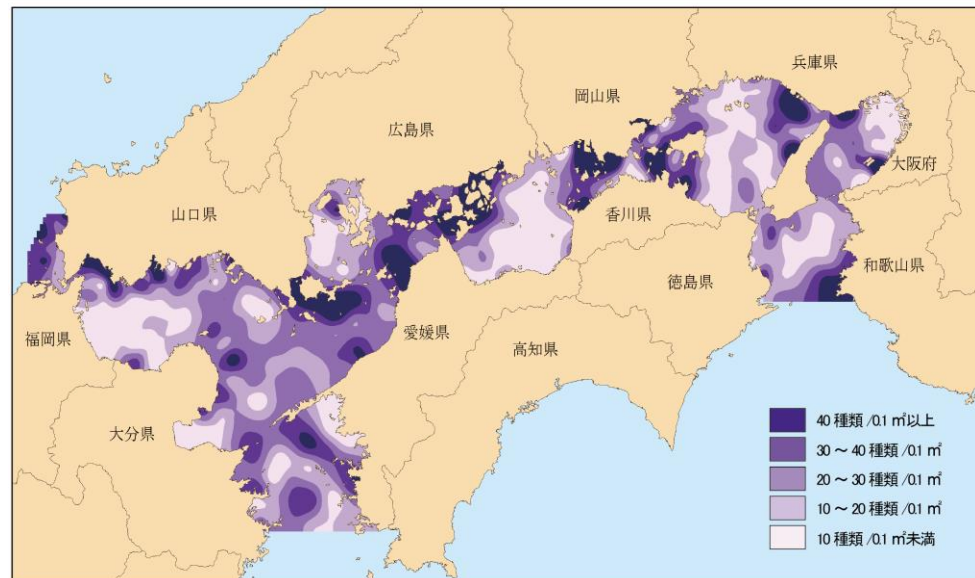 兵庫県
岡山県
広島県
大阪府
山口県
香川県
和歌山県
徳島県
福岡県
愛媛県
高知県
大分県
40 種類 /0.1 ㎡以上
30 ～ 40 種類 /0.1 ㎡
20 ～ 30 種類 /0.1 ㎡
10 ～ 20 種類 /0.1 ㎡
10 種類 /0.1 ㎡未満